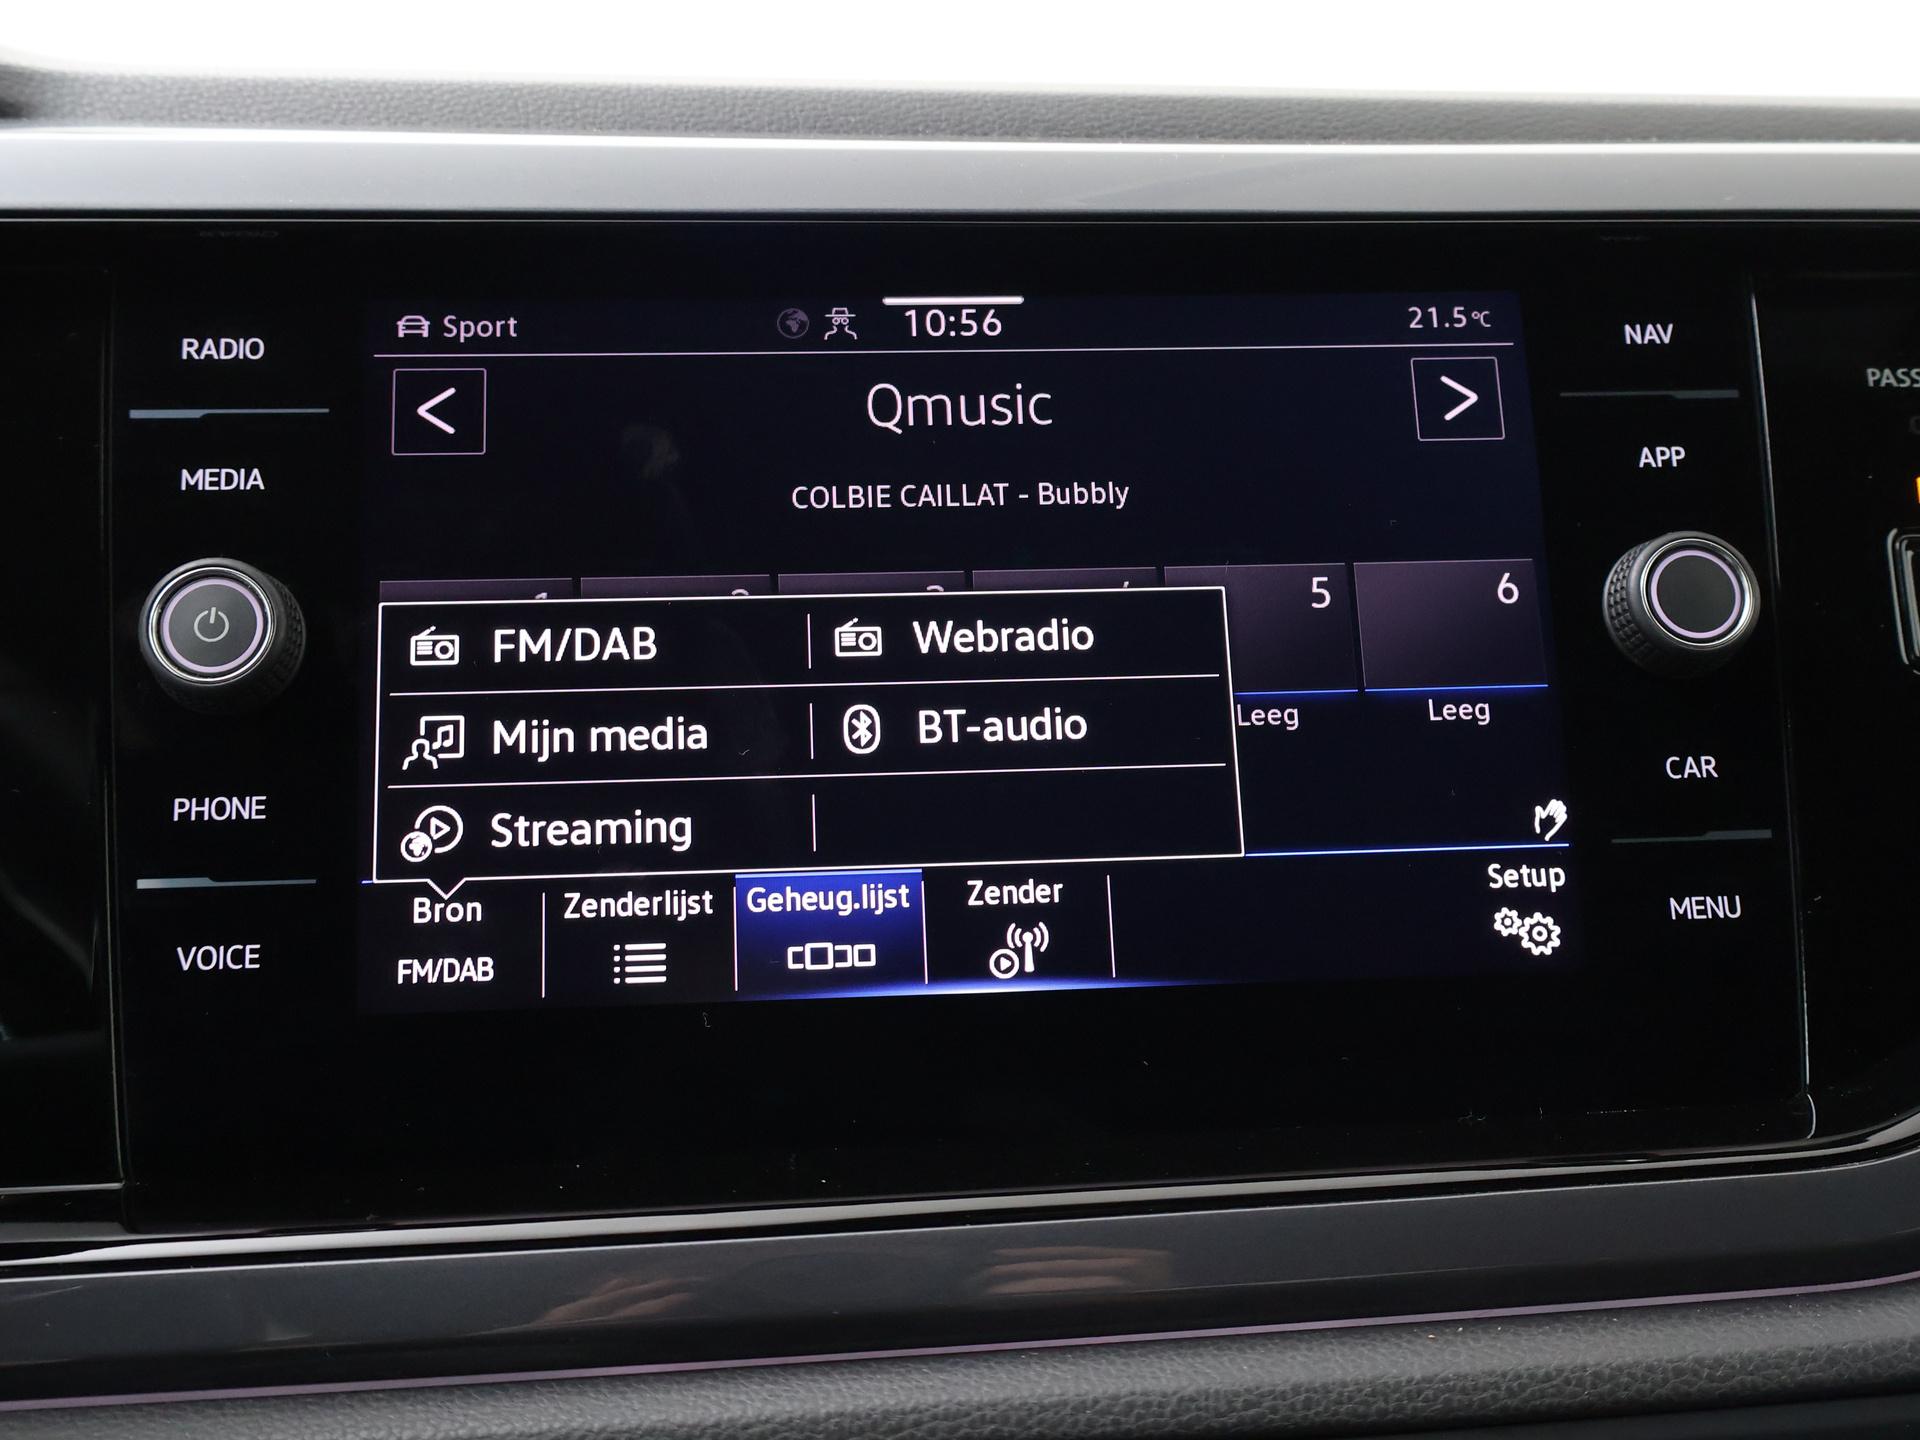 Sport
10:56
21.5°C
<
Qmusic
>
COLBIE CAILLAT - Bubbly
5
6
FM/DAB
Webradio
Mijn media
BT-audio
Streaming
Leeg
Leeg
Bron
FM/DAB
Zenderlijst
Geheug.lijst
Zender
Setup
RADIO
MEDIA
PHONE
VOICE
NAV
APP
CAR
MENU